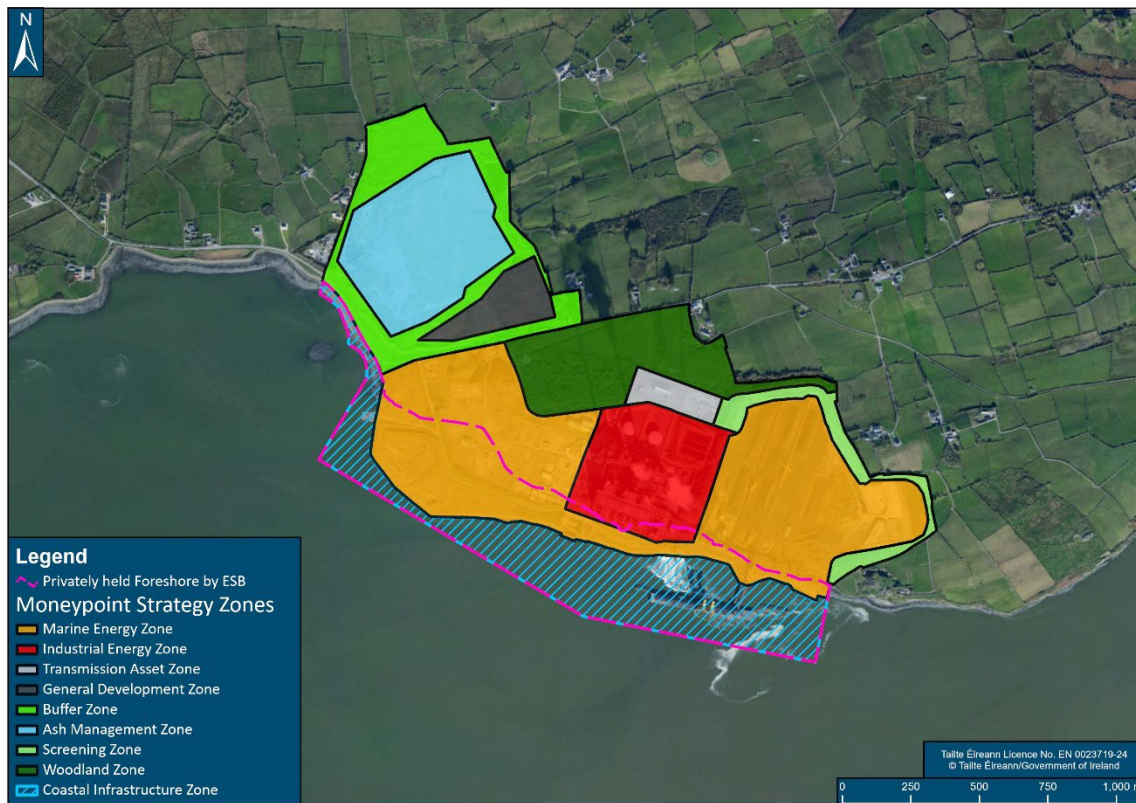 N
Legend
Privately held Foreshore by ESB
Moneypoint Strategy Zones
Marine Energy Zone
Industrial Energy Zone
Transmission Asset Zone
General Development Zone
Buffer Zone
Ash Management Zone
Screening Zone
Woodland Zone
Coastal Infrastructure Zone
Tailte Éireann Licence No. EN 0023719-24
© Tailte Éireann/Government of Ireland
0 250 500 750 1,000 m